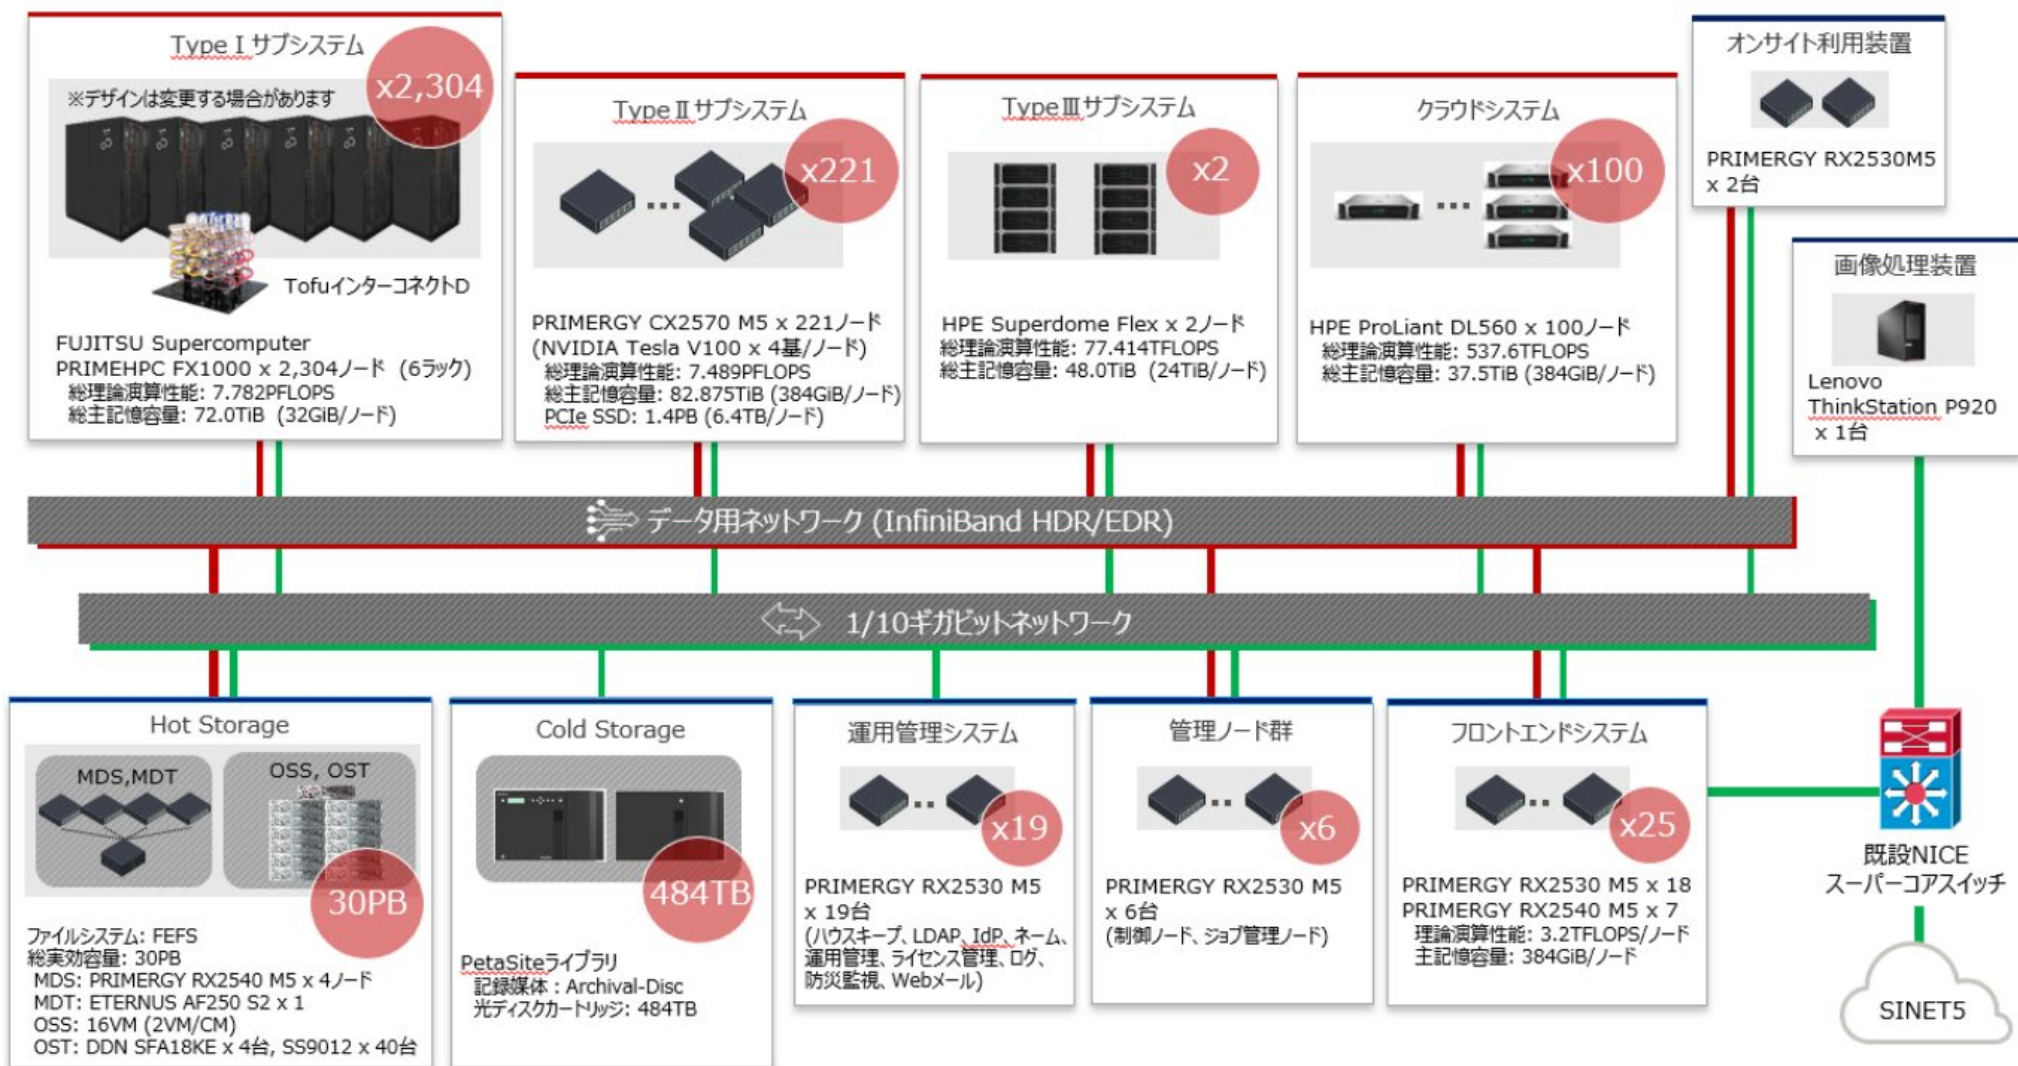 Type Ⅰ サブシステム
x2,304
※デザインは変更する場合があります
TofuインターコネクトD
FUJITSU Supercomputer
PRIMEHPC FX1000 x 2,304ノード (6ラック)
総理論演算性能: 7.782PFLOPS
総主記憶容量: 72.0TiB (32GiB/ノード)
Type Ⅱ サブシステム
x221
PRIMERGY CX2570 M5 x 221ノード
(NVIDIA Tesla V100 x 4基/ノード)
総理論演算性能: 7.489PFLOPS
総主記憶容量: 82.875TiB (384GiB/ノード)
PCIe SSD: 1.4PB (6.4TB/ノード)
TypeⅢサブシステム
x2
HPE Superdome Flex x 2ノード
総理論演算性能: 77.414TFLOPS
総主記憶容量: 48.0TiB (24TiB/ノード)
クラウドシステム
x100
HPE ProLiant DL560 x 100ノード
総理論演算性能: 537.6TFLOPS
総主記憶容量: 37.5TiB (384GiB/ノード)
オンサイト利用装置
PRIMERGY RX2530M5
x 2台
画像処理装置
Lenovo
ThinkStation P920
x 1台
データ用ネットワーク (InfiniBand HDR/EDR)
1/10ギガビットネットワーク
Hot Storage
MDS,MDT
OSS, OST
30PB
ファイルシステム: FEFS
総実効容量: 30PB
MDS: PRIMERGY RX2540 M5 x 4ノード
MDT: ETERNUS AF250 S2 x 1
OSS: 16VM (2VM/CM)
OST: DDN SFA18KE x 4台, SS9012 x 40台
Cold Storage
484TB
PetaSiteライブラリ
記録媒体 : Archival-Disc
光ディスクカートリッジ: 484TB
運用管理システム
x19
PRIMERGY RX2530 M5
x 19台
(ハウスキープ、LDAP、IdP、ネーム、
運用管理、ライセンス管理、ログ、
防災監視、Webメール)
管理ノード群
x6
PRIMERGY RX2530 M5
x 6台
(制御ノード、ジョブ管理ノード)
フロントエンドシステム
x25
PRIMERGY RX2530 M5 x 18
PRIMERGY RX2540 M5 x 7
理論演算性能: 3.2TFLOPS/ノード
主記憶容量: 384GiB/ノード
既設NICE
スーパーコアスイッチ
SINET5